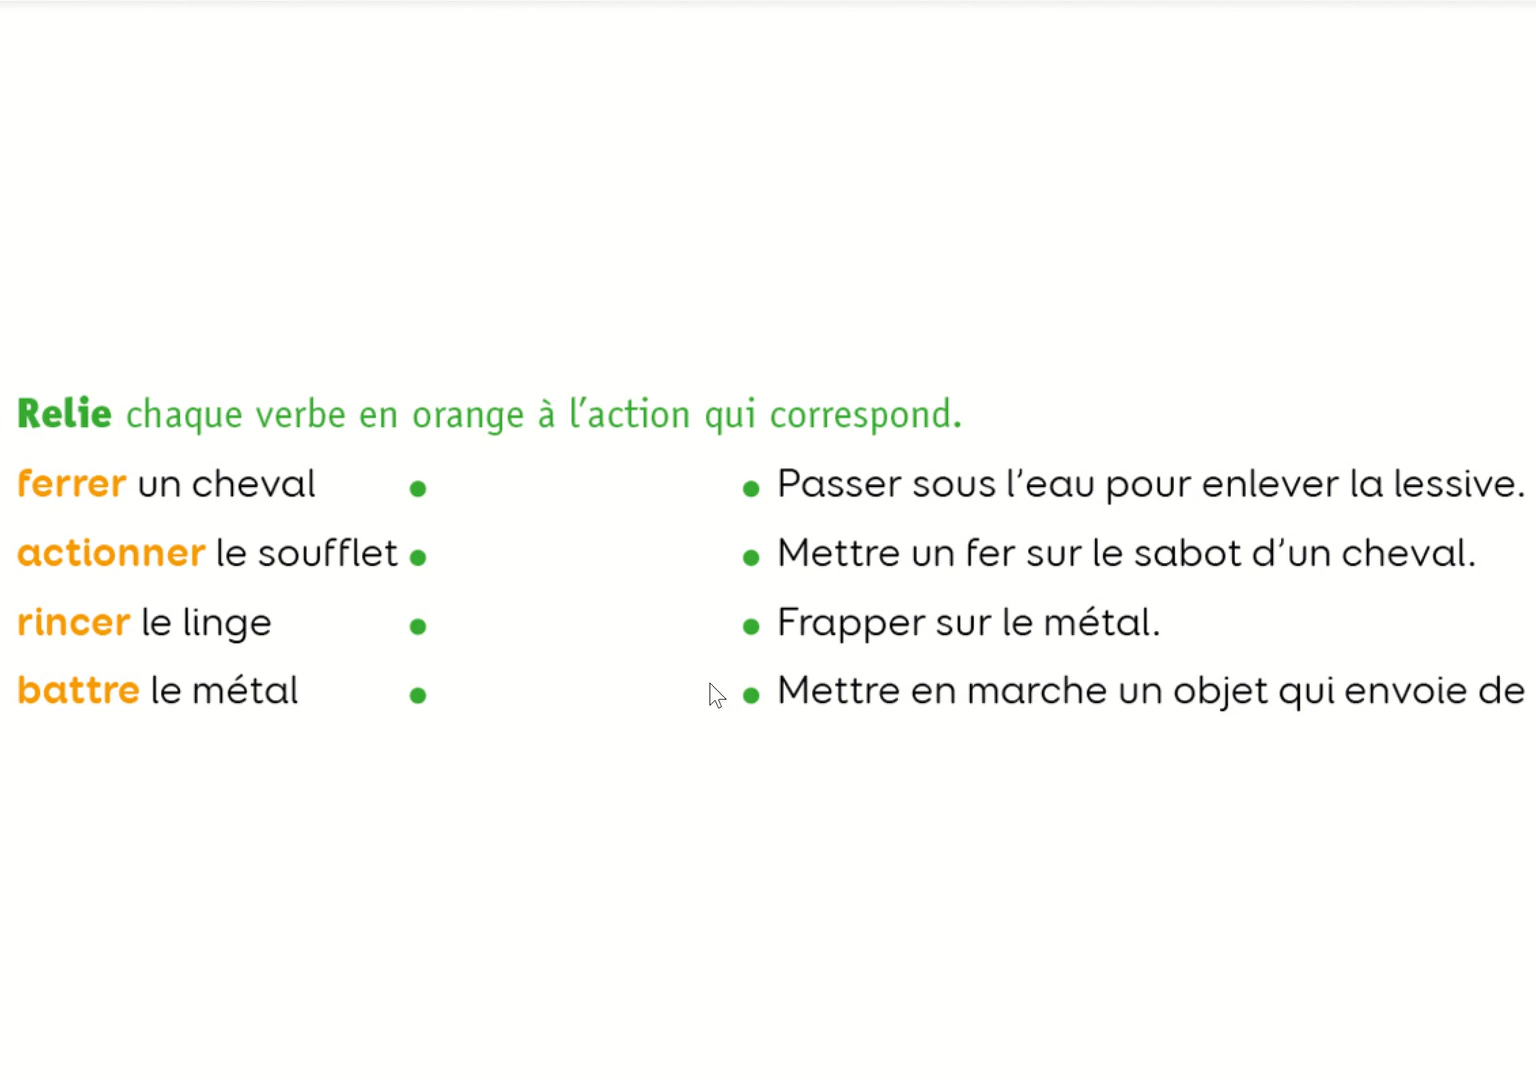 Relie chaque verbe en orange à l'action qui correspond.
ferrer un cheval • • Passer sous l'eau pour enlever la lessive.
actionner le soufflet • • Mettre un fer sur le sabot d'un cheval.
rincer le linge • • Frapper sur le métal.
battre le métal • • Mettre en marche un objet qui envoie de